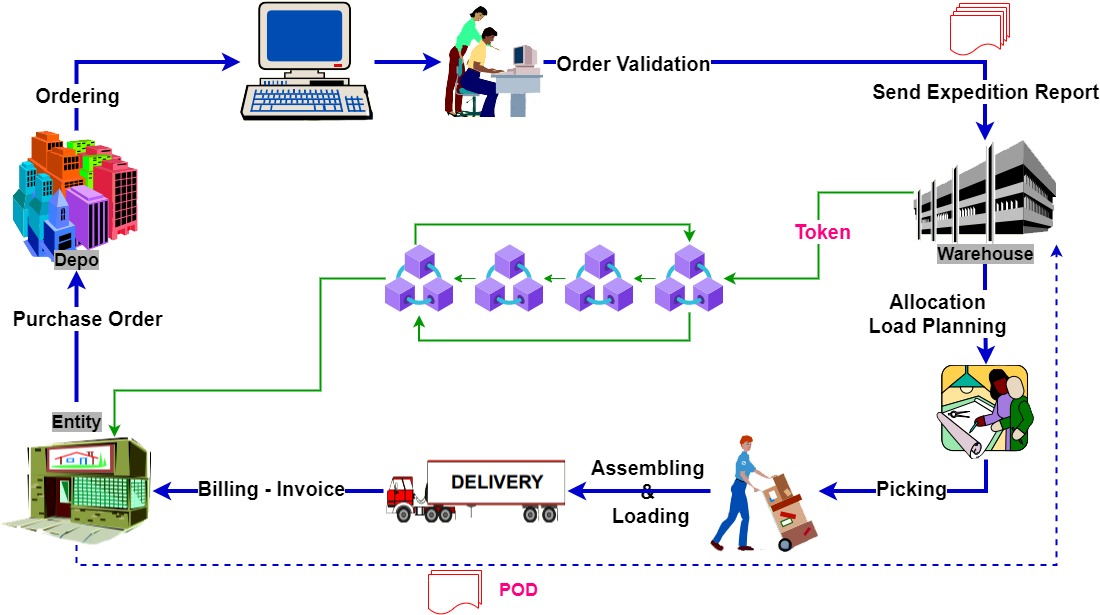 Order Validation
Ordering
Send Expedition Report
Token
Depo
Warehouse
Purchase Order
Allocation
Load Planning
Entity
Assembling
&
Loading
DELIVERY
Billing - Invoice
Picking
POD